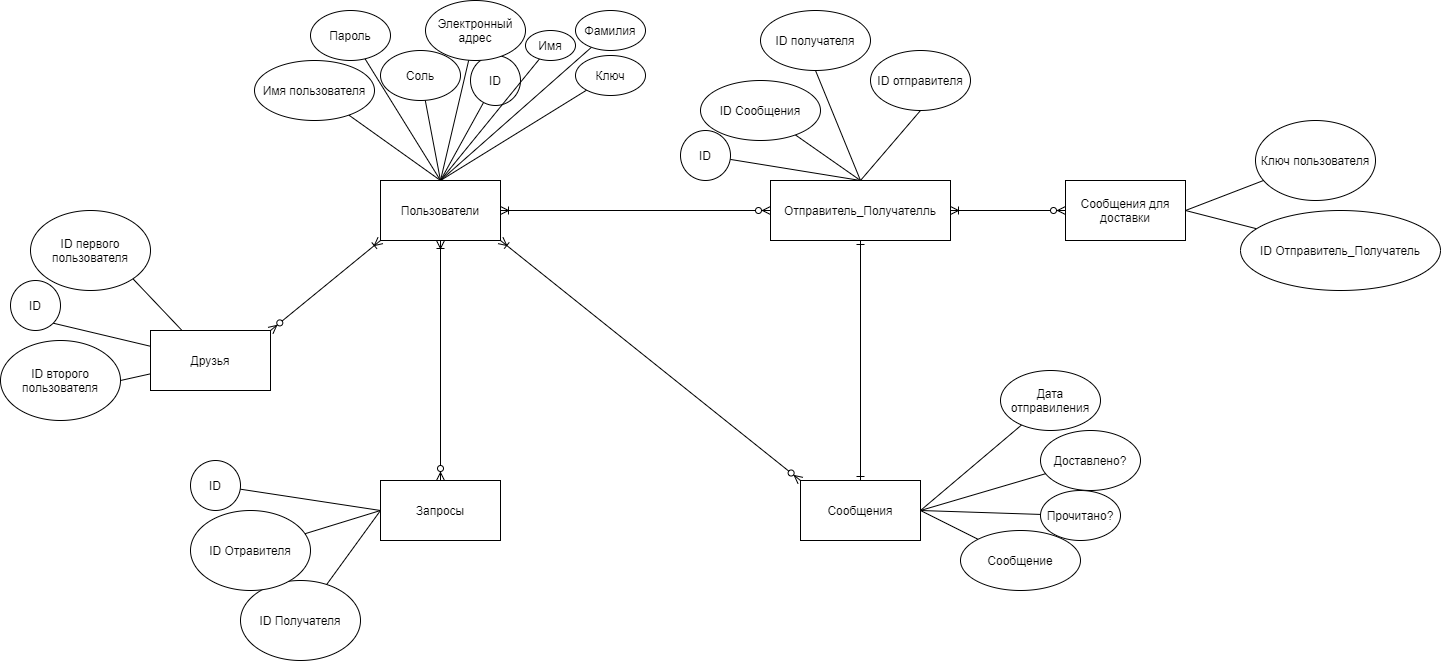 Пароль
Электронный
адрес
Имя
Фамилия
Имя пользователя
Соль
ID
Ключ
ID получателя
ID отправителя
ID Сообщения
ID
Ключ пользователя
ID Отправитель_Получатель
Пользователи
Отправитель_Получателль
Сообщения для
доставки
ID первого
пользователя
ID
ID второго
пользователя
Друзья
ID
ID Отравителя
ID Получателя
Запросы
Сообщения
Дата
отправиления
Доставлено?
Прочитано?
Сообщение